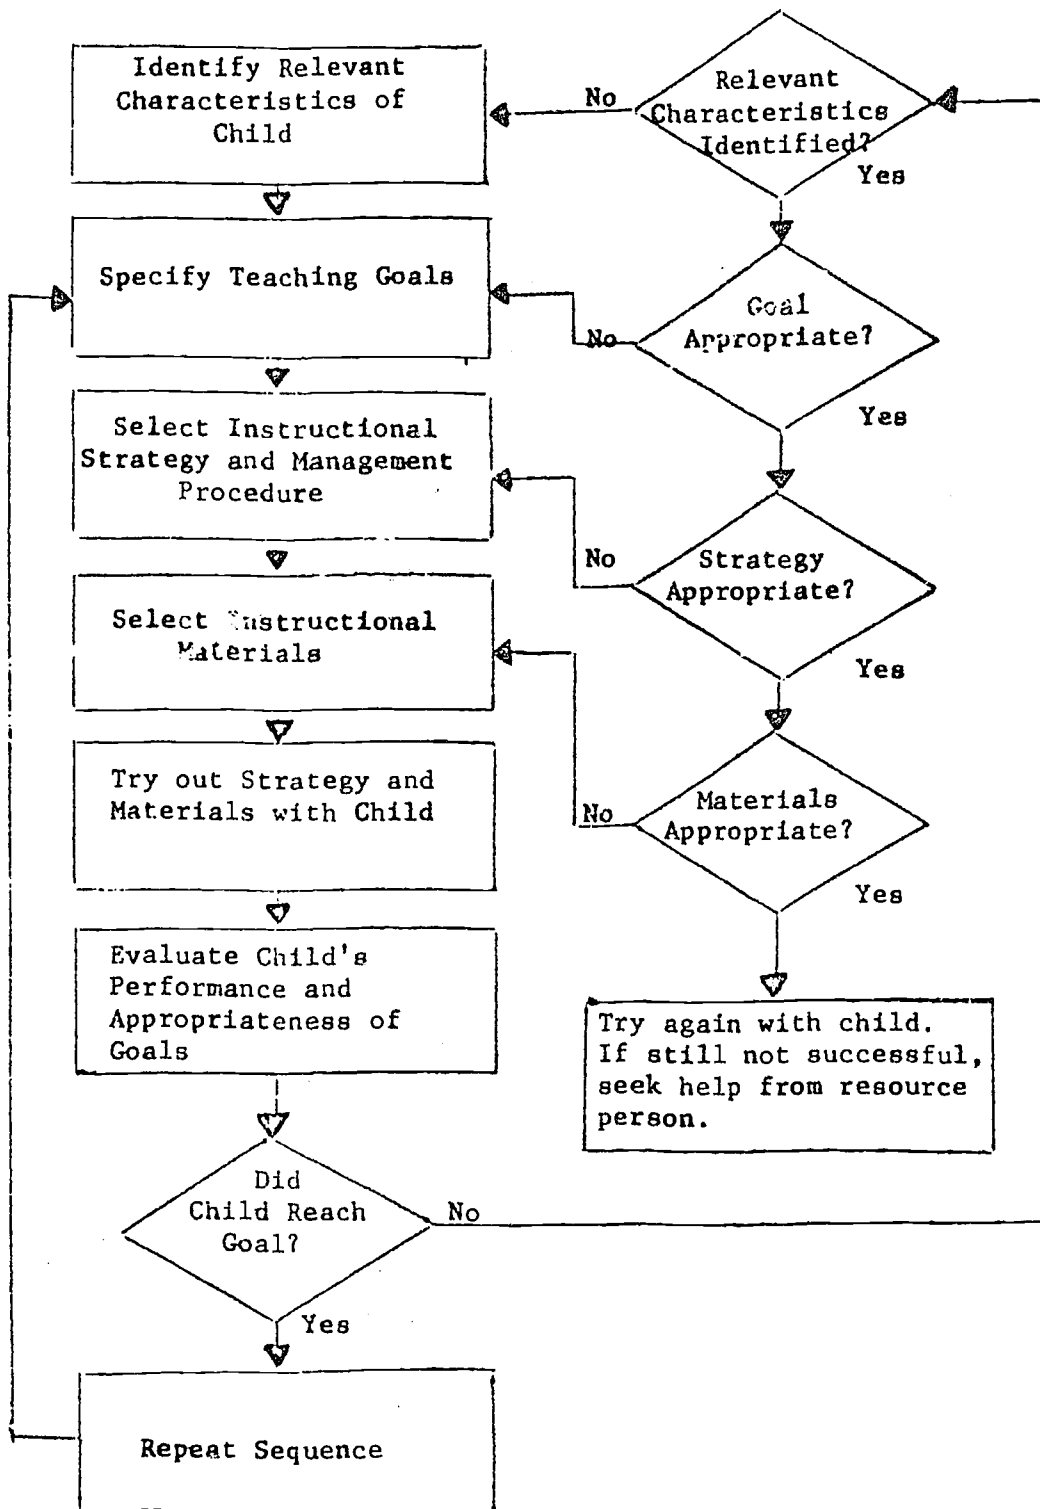 Identify Relevant
Characteristics of
Child
Specify Teaching Goals
Select Instructional
Strategy and Management
Procedure
Select Instructional
Materials
Try out Strategy and
Materials with Child
Evaluate Child's
Performance and
Appropriateness of
Goals
Did
Child Reach
Goal?
No
Yes
Repeat Sequence
Relevant
Characteristics
Identified?
No
Yes
Goal
Appropriate?
No
Yes
Strategy
Appropriate?
No
Yes
Materials
Appropriate?
No
Yes
Try again with child.
If still not successful,
seek help from resource
person.